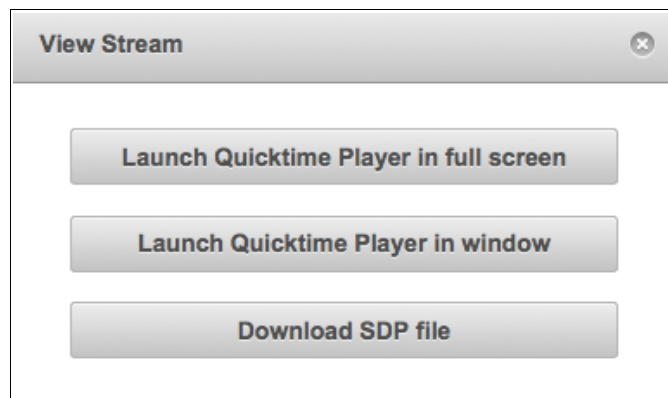 View Stream
Launch Quicktime Player in full screen
Launch Quicktime Player in window
Download SDP file